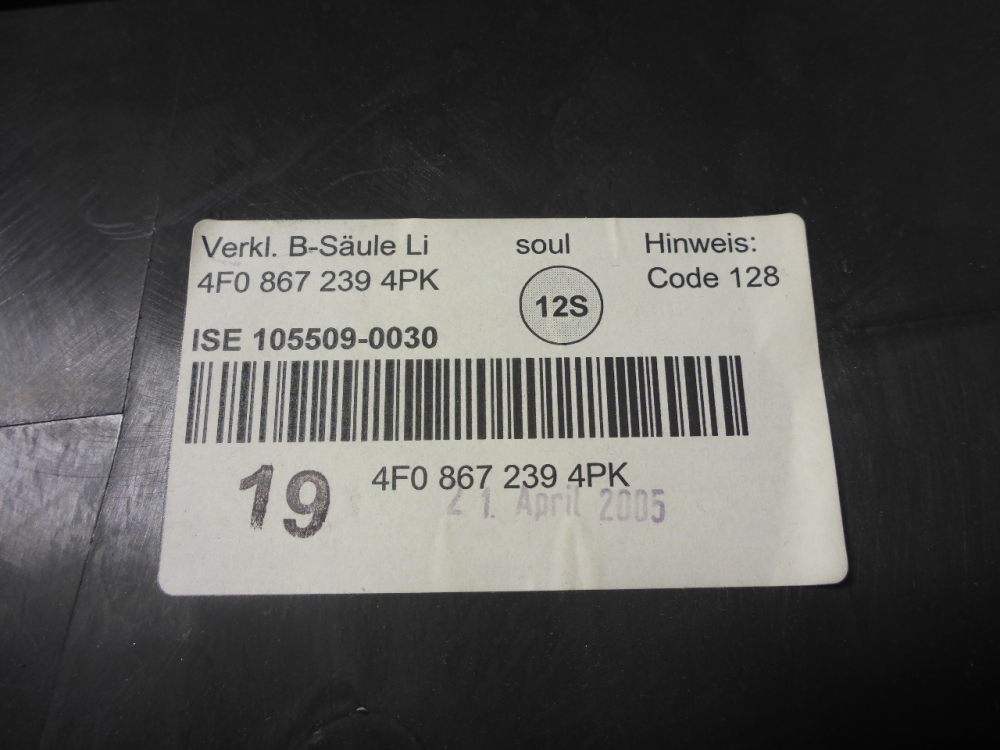 Verkl. B-Säule Li soul Hinweis:
4F0 867 239 4PK 12S Code 128
ISE 105509-0030
19 4F0 867 239 4PK
21. April 2005